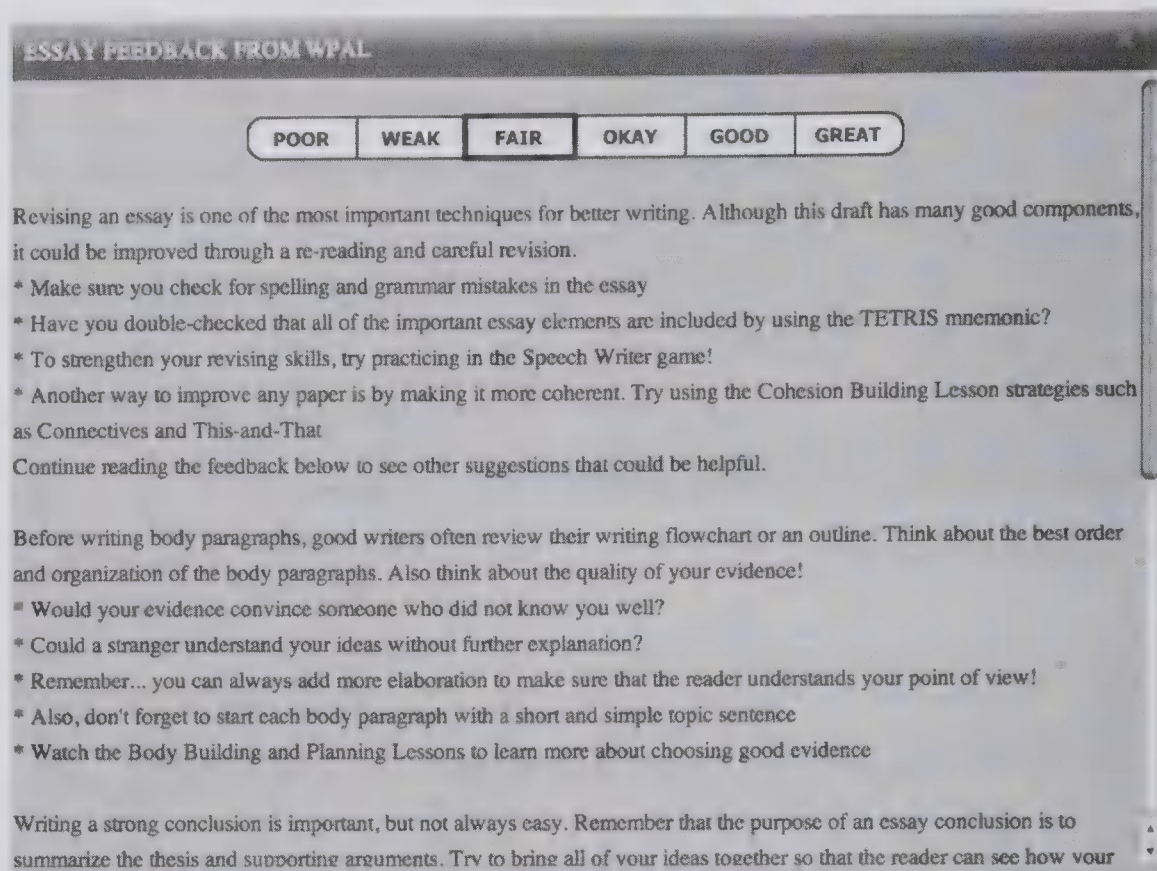 ESSAY FEEDBACK FROM WPAL
POOR WEAK FAIR OKAY GOOD GREAT
Revising an essay is one of the most important techniques for better writing. Although this draft has many good components,
it could be improved through a re-reading and careful revision.
* Make sure you check for spelling and grammar mistakes in the essay
* Have you double-checked that all of the important essay elements are included by using the TETRIS mnemonic?
* To strengthen your revising skills, try practicing in the Speech Writer game!
* Another way to improve any paper is by making it more coherent. Try using the Cohesion Building Lesson strategies such
as Connectives and This-and-That
Continue reading the feedback below to see other suggestions that could be helpful.
Before writing body paragraphs, good writers often review their writing flowchart or an outline. Think about the best order
and organization of the body paragraphs. Also think about the quality of your evidence!
* Would your evidence convince someone who did not know you well?
* Could a stranger understand your ideas without further explanation?
* Remember... you can always add more elaboration to make sure that the reader understands your point of view!
* Also, don't forget to start each body paragraph with a short and simple topic sentence
* Watch the Body Building and Planning Lessons to learn more about choosing good evidence
Writing a strong conclusion is important, but not always easy. Remember that the purpose of an essay conclusion is to
summarize the thesis and supporting arguments. Try to bring all of your ideas together so that the reader can see how your